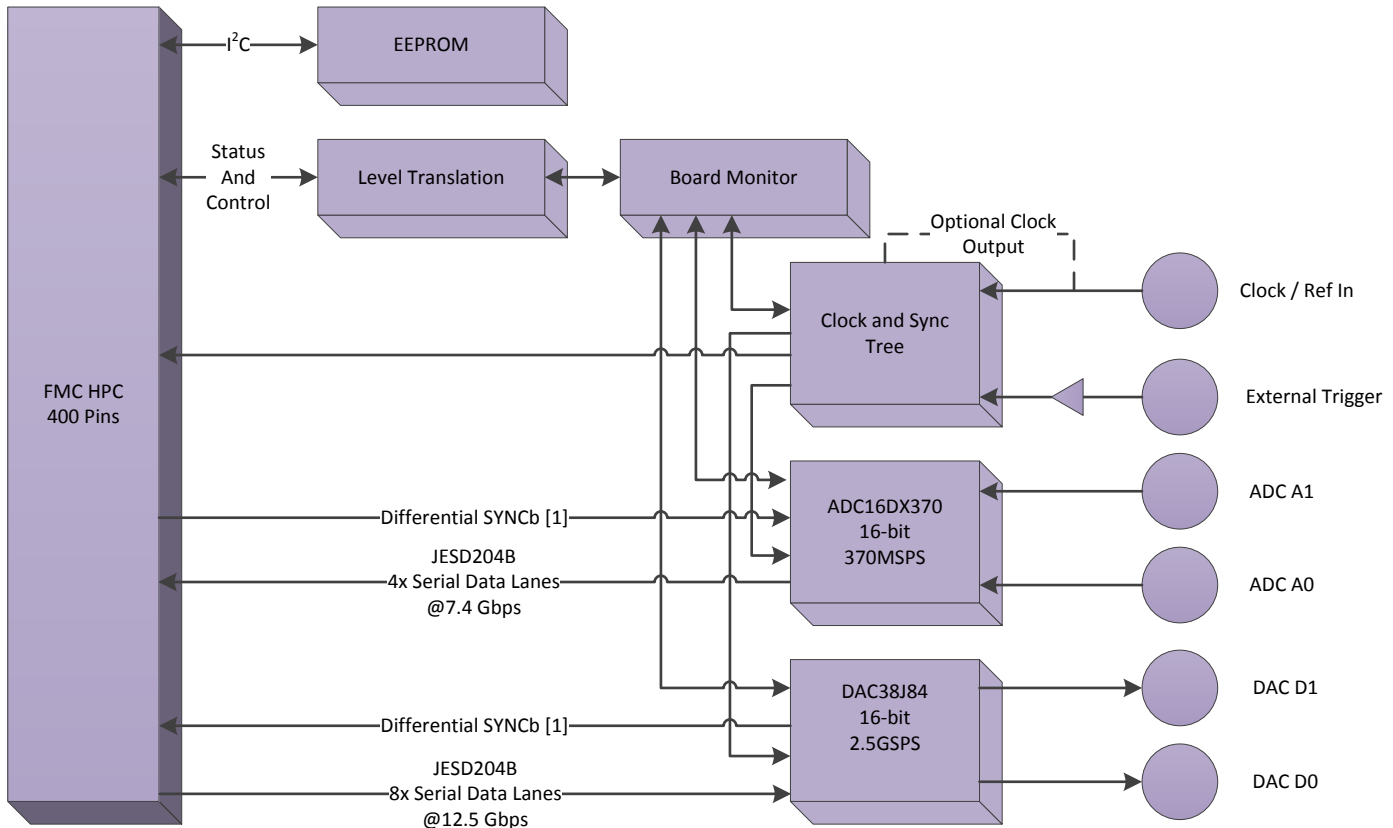 I²C
EEPROM
Status
And
Control
Level Translation
Board Monitor
Optional Clock
Output
Clock / Ref In
Clock and Sync
Tree
FMC HPC
400 Pins
External Trigger
ADC A1
ADC16DX370
16-bit
370MSPS
Differential SYNCb [1]
JESD204B
4x Serial Data Lanes
@7.4 Gbps
ADC A0
DAC D1
DAC38J84
16-bit
2.5GSPS
Differential SYNCb [1]
JESD204B
8x Serial Data Lanes
@12.5 Gbps
DAC D0